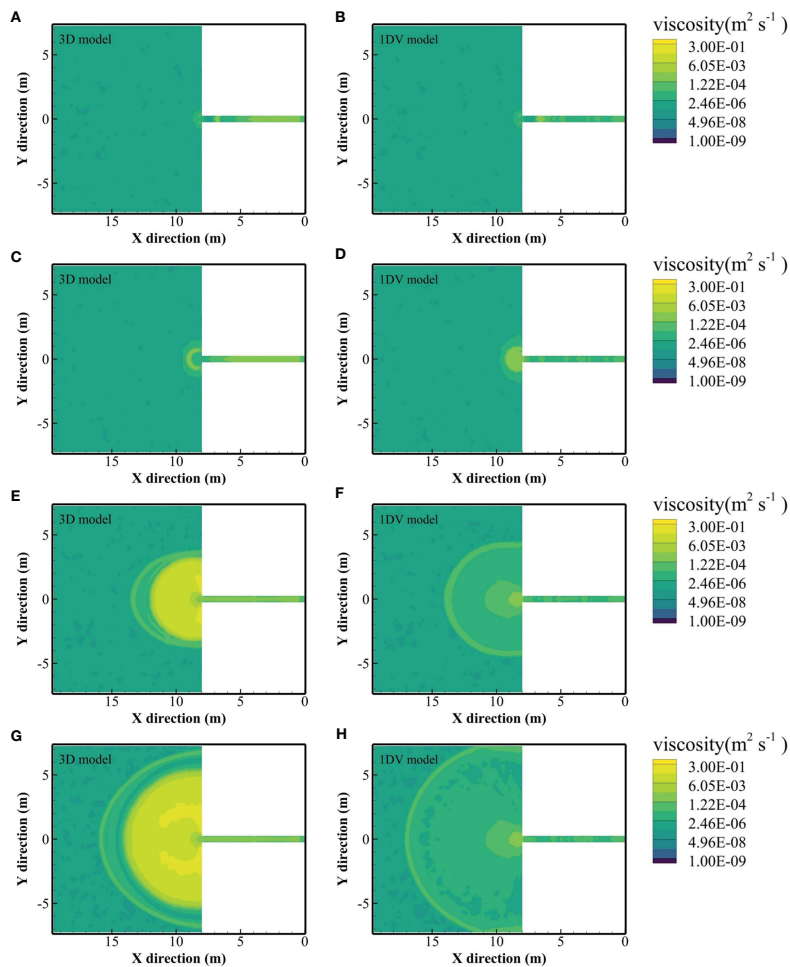 A
B
viscosity(m² s⁻¹)
3D model
1DV model
3.00E-01
6.05E-03
1.22E-04
2.46E-06
4.96E-08
1.00E-09
5
0
-5
Y direction (m)
15
10
5
0
X direction (m)
5
0
-5
Y direction (m)
15
10
5
0
X direction (m)
C
D
viscosity(m² s⁻¹)
3D model
1DV model
3.00E-01
6.05E-03
1.22E-04
2.46E-06
4.96E-08
1.00E-09
5
0
-5
Y direction (m)
15
10
5
0
X direction (m)
5
0
-5
Y direction (m)
15
10
5
0
X direction (m)
E
F
viscosity(m² s⁻¹)
3D model
1DV model
3.00E-01
6.05E-03
1.22E-04
2.46E-06
4.96E-08
1.00E-09
5
0
-5
Y direction (m)
15
10
5
0
X direction (m)
5
0
-5
Y direction (m)
15
10
5
0
X direction (m)
G
H
viscosity(m² s⁻¹)
3D model
1DV model
3.00E-01
6.05E-03
1.22E-04
2.46E-06
4.96E-08
1.00E-09
5
0
-5
Y direction (m)
15
10
5
0
X direction (m)
5
0
-5
Y direction (m)
15
10
5
0
X direction (m)